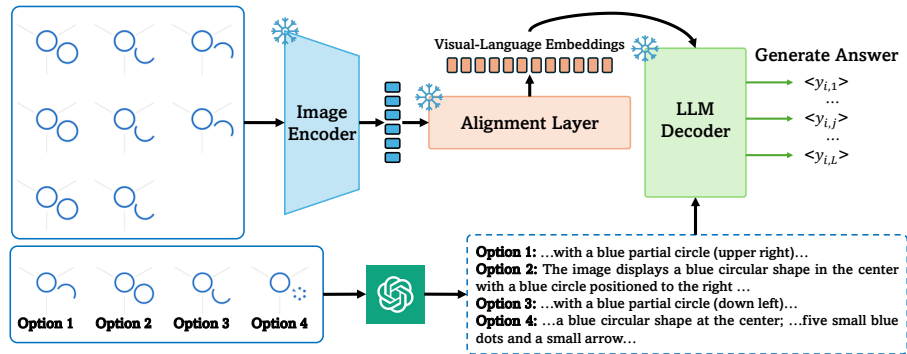 Visual-Language Embeddings
Generate Answer
Image
Encoder
Alignment Layer
LLM
Decoder
<y_{i,1}>
...
<y_{i,j}>
...
<y_{i,L}>
Option 1 Option 2 Option 3 Option 4
Option 1: ...with a blue partial circle (upper right)...
Option 2: The image displays a blue circular shape in the center
with a blue circle positioned to the right ...
Option 3: ...with a blue partial circle (down left)...
Option 4: ...a blue circular shape at the center; ...five small blue
dots and a small arrow...